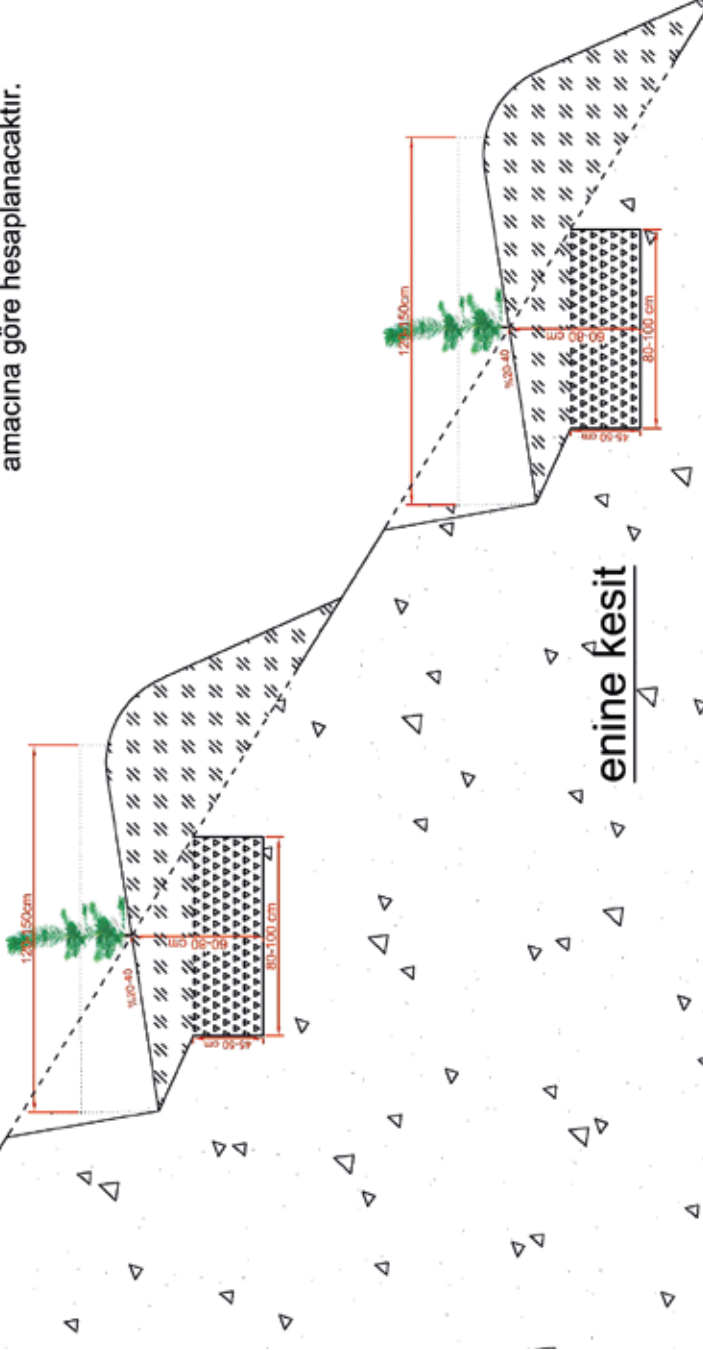 amacına göre hesaplanacaktır.
120-150cm
%20-40
60-80 cm
45-50 cm
80-100 cm
120-150cm
%20-40
60-80 cm
45-50 cm
80-100 cm
enine kesit